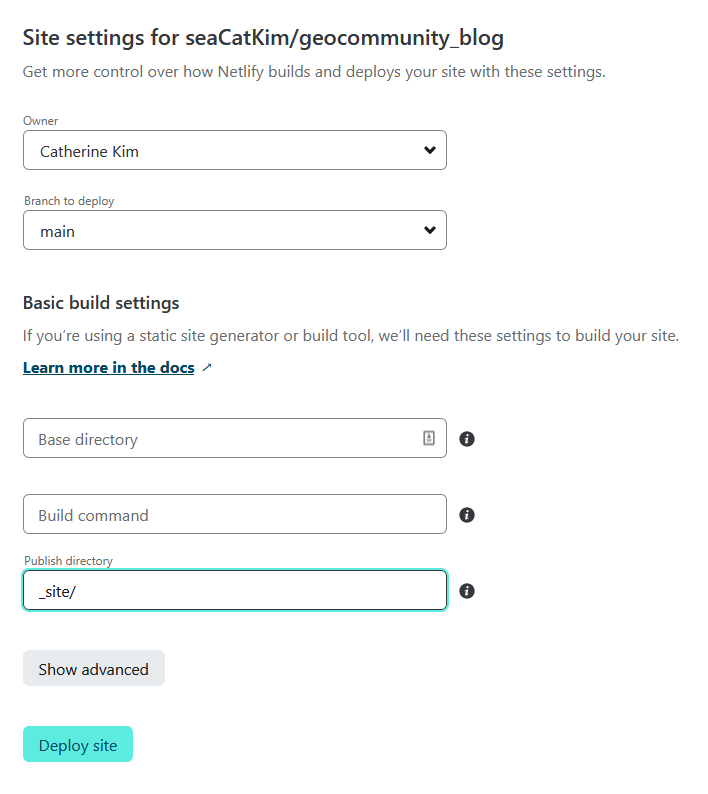 Site settings for seaCatKim/geocommunity_blog
Get more control over how Netlify builds and deploys your site with these settings.
Owner
Catherine Kim
Branch to deploy
main
Basic build settings
If you’re using a static site generator or build tool, we’ll need these settings to build your site.
Learn more in the docs ↗
Base directory
Build command
Publish directory
_site/
Show advanced
Deploy site